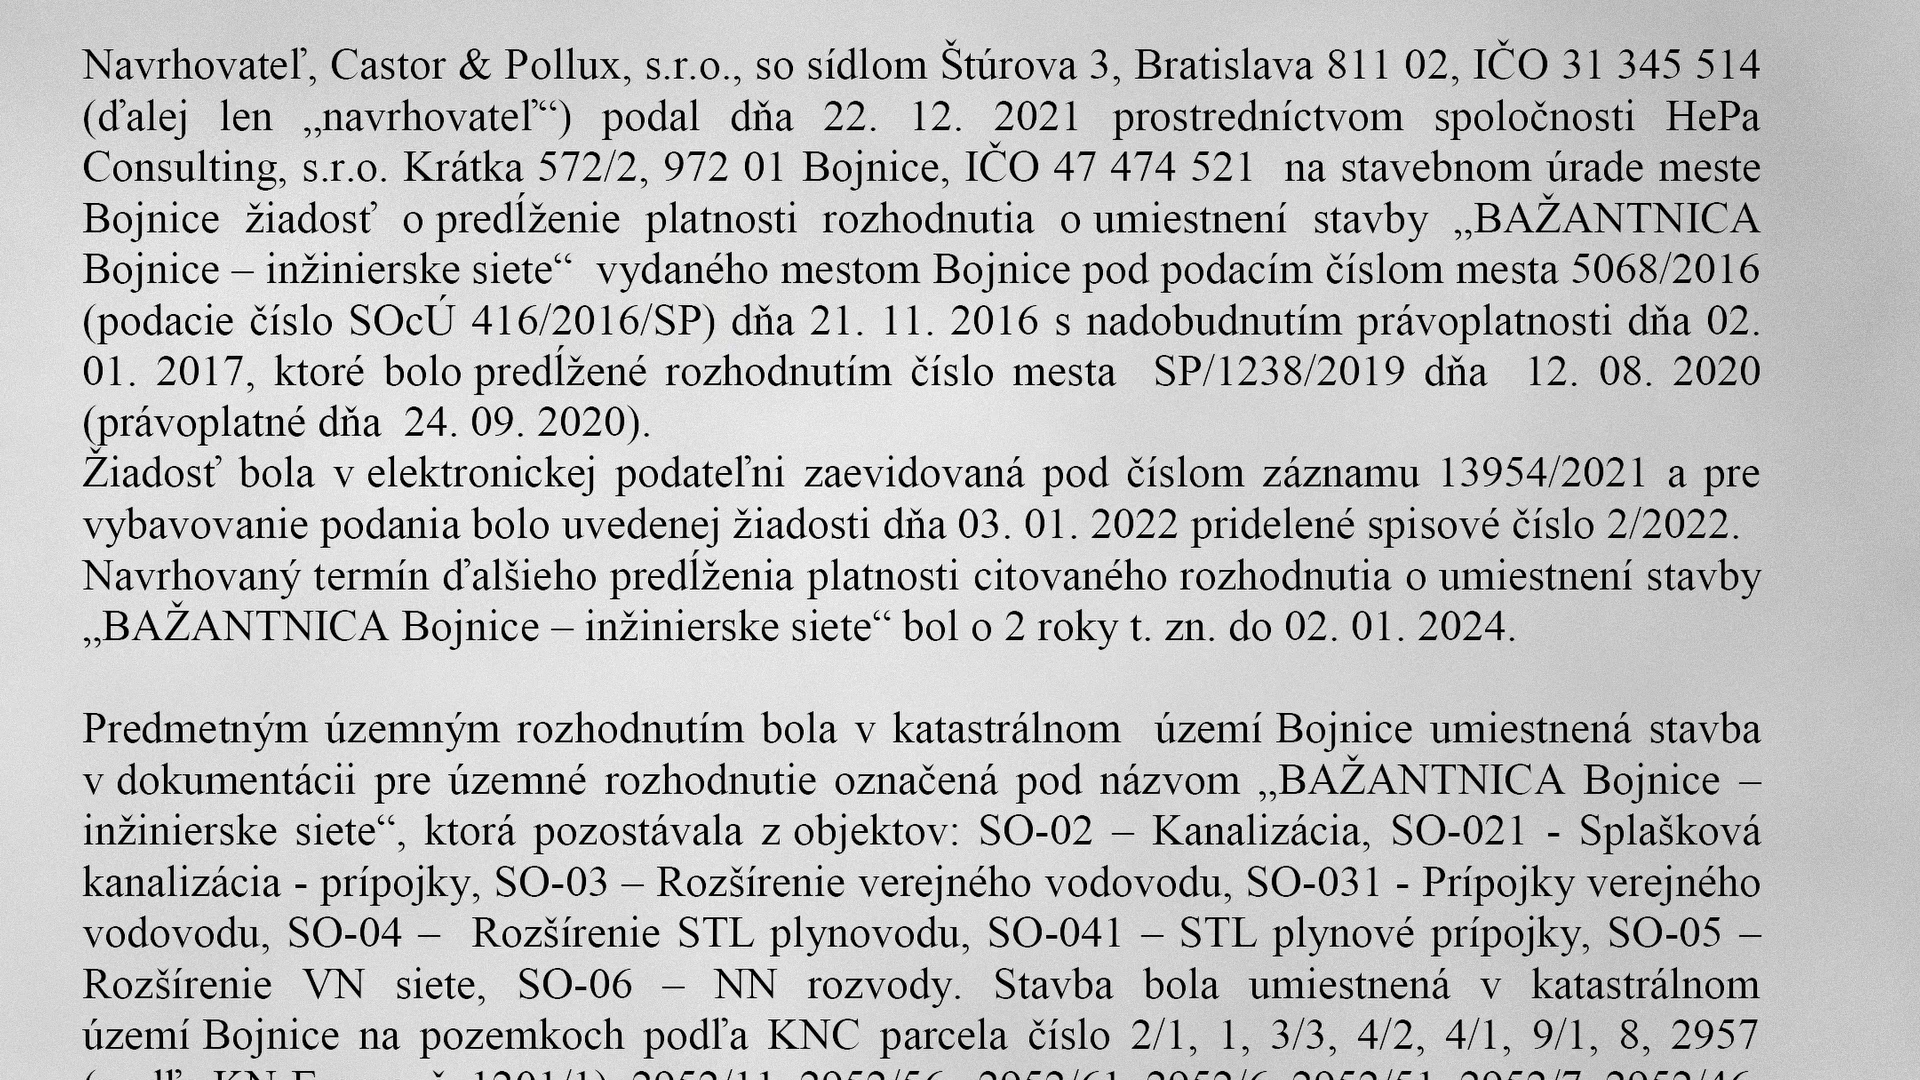 Navrhovateľ, Castor & Pollux, s.r.o., so sídlom Štúrova 3, Bratislava 811 02, IČO 31 345 514
(ďalej len „navrhovateľ“) podal dňa 22. 12. 2021 prostredníctvom spoločnosti HePa
Consulting, s.r.o. Krátka 572/2, 972 01 Bojnice, IČO 47 474 521 na stavebnom úrade meste
Bojnice žiadosť o predĺženie platnosti rozhodnutia o umiestnení stavby „BAŽANTNICA
Bojnice – inžinierske siete“ vydaného mestom Bojnice pod podacím číslom mesta 5068/2016
(podacie číslo SOcÚ 416/2016/SP) dňa 21. 11. 2016 s nadobudnutím právoplatnosti dňa 02.
01. 2017, ktoré bolo predĺžené rozhodnutím číslo mesta SP/1238/2019 dňa 12. 08. 2020
(právoplatné dňa 24. 09. 2020).
Žiadosť bola v elektronickej podateľni zaevidovaná pod číslom záznamu 13954/2021 a pre
vybavovanie podania bolo uvedenej žiadosti dňa 03. 01. 2022 pridelené spisové číslo 2/2022.
Navrhovaný termín ďalšieho predĺženia platnosti citovaného rozhodnutia o umiestnení stavby
„BAŽANTNICA Bojnice – inžinierske siete“ bol o 2 roky t. zn. do 02. 01. 2024.
Predmetným územným rozhodnutím bola v katastrálnom území Bojnice umiestnená stavba
v dokumentácii pre územné rozhodnutie označená pod názvom „BAŽANTNICA Bojnice –
inžinierske siete“, ktorá pozostávala z objektov: SO-02 – Kanalizácia, SO-021 - Splašková
kanalizácia - prípojky, SO-03 – Rozšírenie verejného vodovodu, SO-031 - Prípojky verejného
vodovodu, SO-04 – Rozšírenie STL plynovodu, SO-041 – STL plynové prípojky, SO-05 –
Rozšírenie VN siete, SO-06 – NN rozvody. Stavba bola umiestnená v katastrálnom
území Bojnice na pozemkoch podľa KNC parcela číslo 2/1, 1, 3/3, 4/2, 4/1, 9/1, 8, 2957